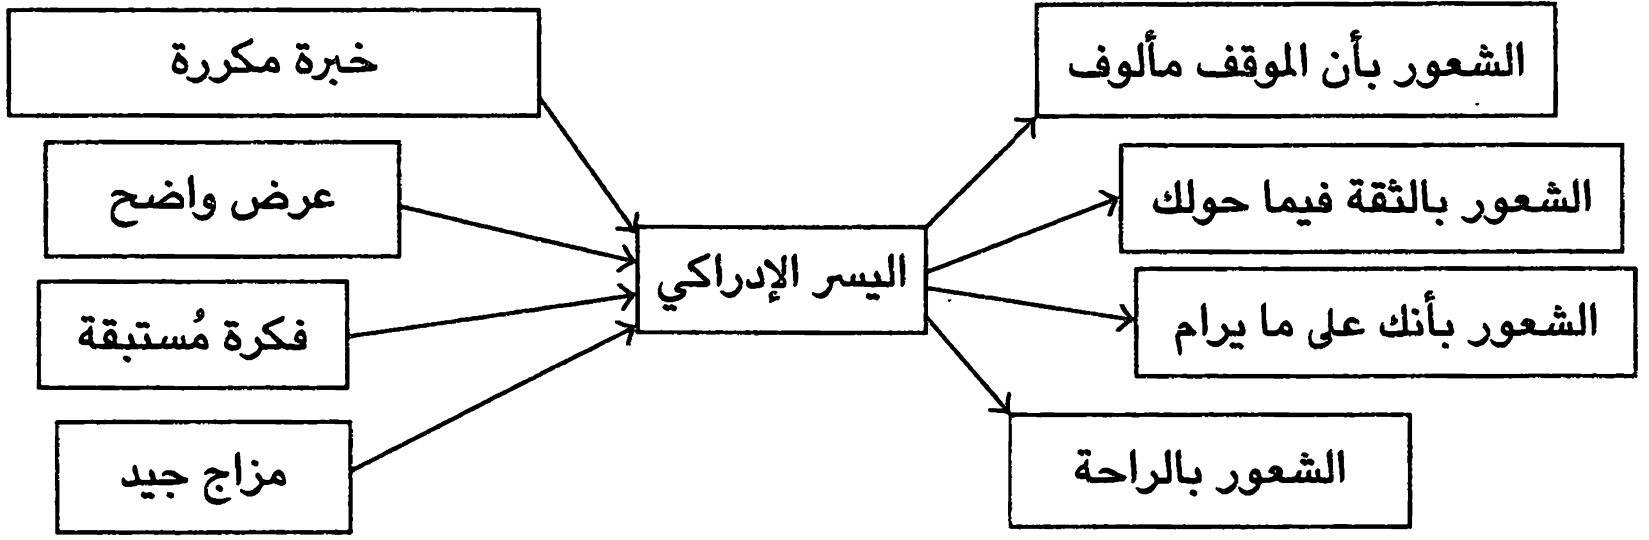 خبرة مكررة
عرض واضح
فكرة مُستبقة
مزاج جيد
اليسر الإدراكي
الشعور بأن الموقف مألوف
الشعور بالثقة فيما حولك
الشعور بأنك على ما يرام
الشعور بالراحة